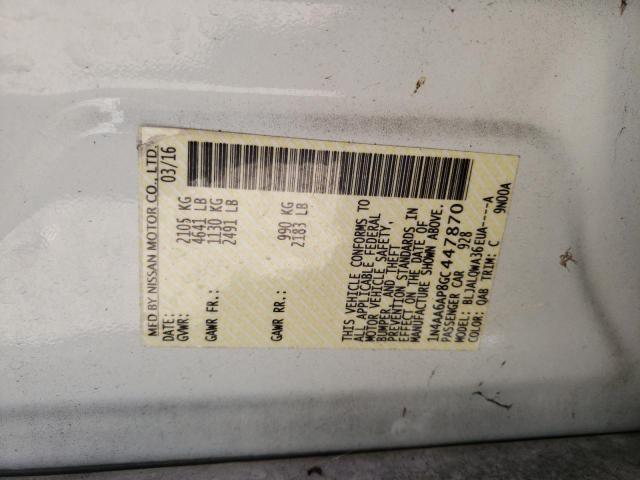 MFD BY NISSAN MOTOR CO., LTD.
DATE: 03/16
GVWR: 2105 KG
4641 LB
GAWR FR: 1130 KG
2491 LB
GAWR RR: 990 KG
2183 LB
THIS VEHICLE CONFORMS TO
ALL APPLICABLE FEDERAL
MOTOR VEHICLE SAFETY,
BUMPER, AND THEFT
PREVENTION STANDARDS IN
EFFECT ON THE DATE OF
MANUFACTURE SHOWN ABOVE.
1N4AA6AP8GC447870
PASSENGER CAR 928
MODEL: BLJALQWA36EUA----A
COLOR: QAB TRIM: C 9N00A